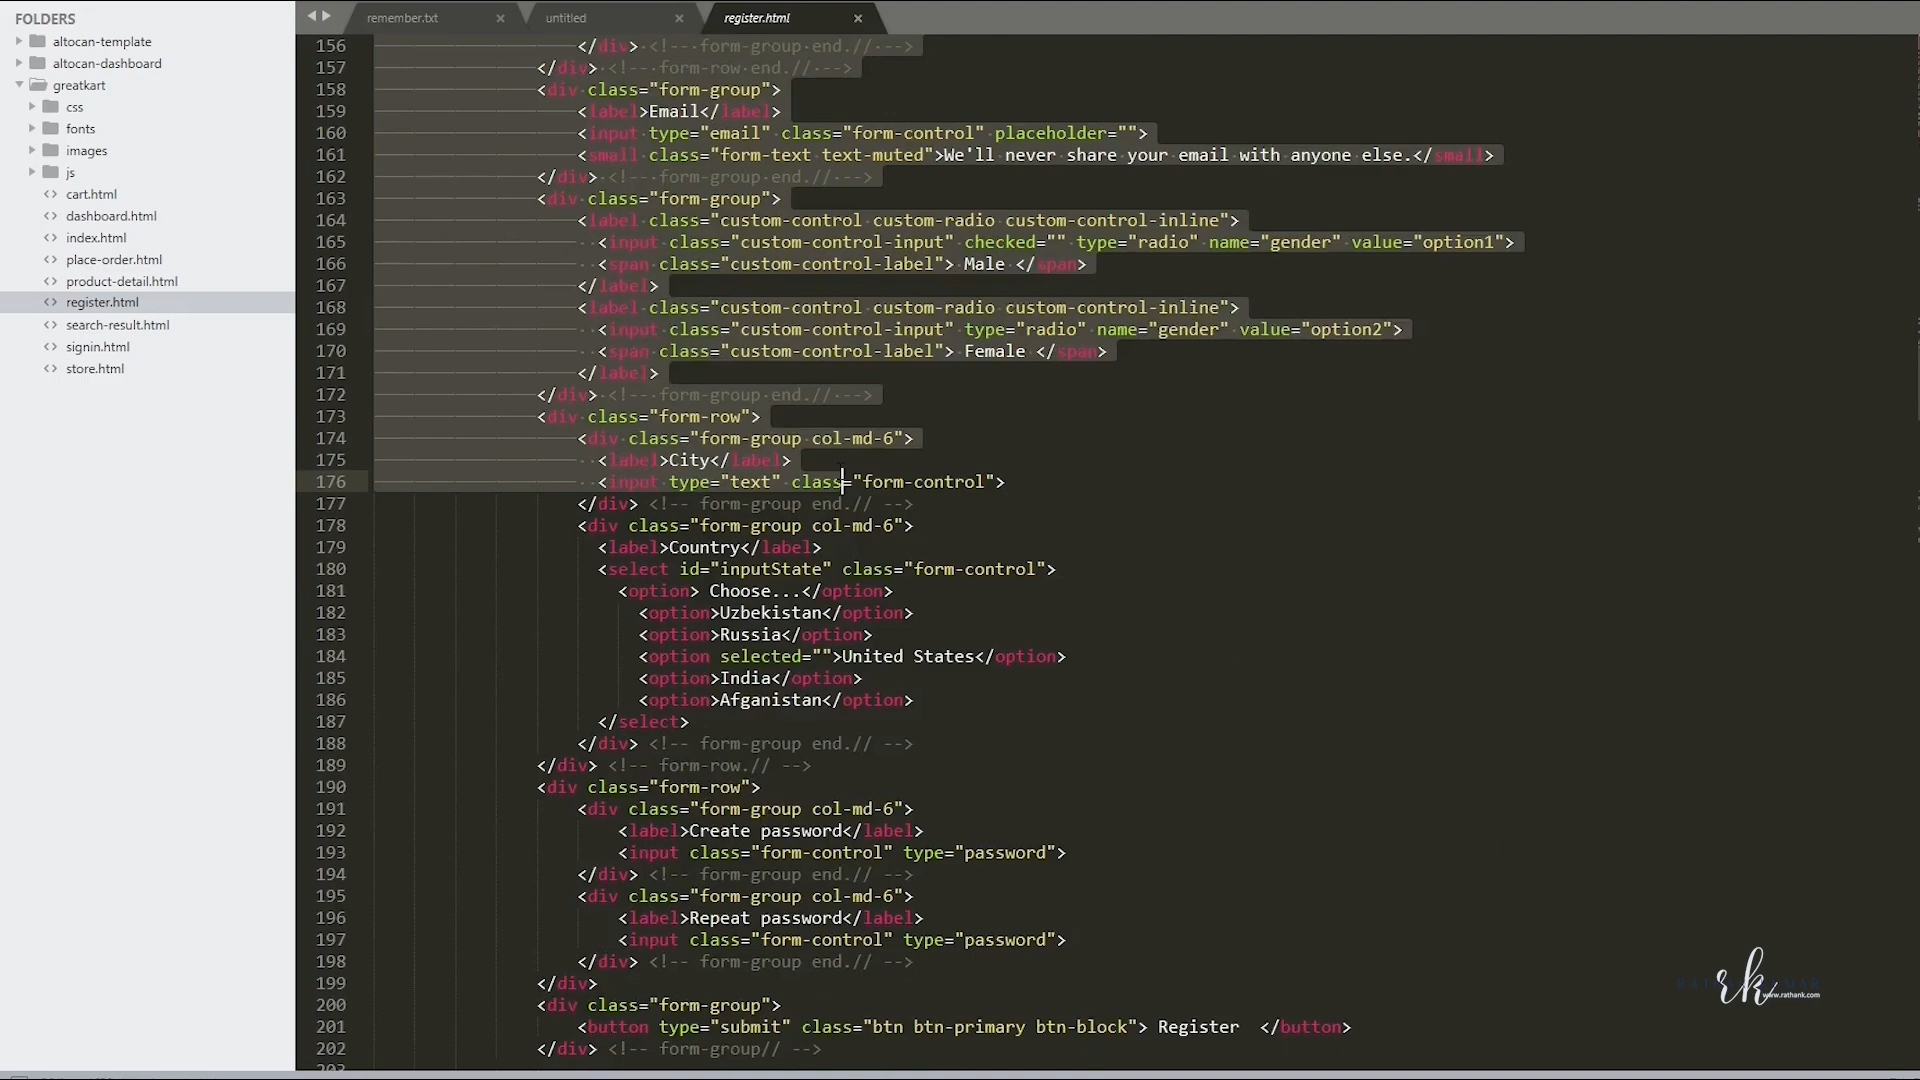 FOLDERS
altocan-template
altocan-dashboard
greatkart
css
fonts
images
js
cart.html
dashboard.html
index.html
place-order.html
product-detail.html
register.html
search-result.html
signin.html
store.html
remember.txt
untitled
register.html
156 </div> <!-- form-group end.// -->
157 </div> <!-- form-row end.// -->
158 <div class="form-group">
159 <label>Email</label>
160 <input type="email" class="form-control" placeholder="">
161 <small class="form-text text-muted">We'll never share your email with anyone else.</small>
162 </div> <!-- form-group end.// -->
163 <div class="form-group">
164 <label class="custom-control custom-radio custom-control-inline">
165 <input class="custom-control-input" checked="" type="radio" name="gender" value="option1">
166 <span class="custom-control-label"> Male </span>
167 </label>
168 <label class="custom-control custom-radio custom-control-inline">
169 <input class="custom-control-input" type="radio" name="gender" value="option2">
170 <span class="custom-control-label"> Female </span>
171 </label>
172 </div> <!-- form-group end.// -->
173 <div class="form-row">
174 <div class="form-group col-md-6">
175 <label>City</label>
176 <input type="text" class="form-control">
177 </div> <!-- form-group end.// -->
178 <div class="form-group col-md-6">
179 <label>Country</label>
180 <select id="inputState" class="form-control">
181 <option> Choose...</option>
182 <option>Uzbekistan</option>
183 <option>Russia</option>
184 <option selected="">United States</option>
185 <option>India</option>
186 <option>Afganistan</option>
187 </select>
188 </div> <!-- form-group end.// -->
189 </div> <!-- form-row.// -->
190 <div class="form-row">
191 <div class="form-group col-md-6">
192 <label>Create password</label>
193 <input class="form-control" type="password">
194 </div> <!-- form-group end.// -->
195 <div class="form-group col-md-6">
196 <label>Repeat password</label>
197 <input class="form-control" type="password">
198 </div> <!-- form-group end.// -->
199 </div>
200 <div class="form-group">
201 <button type="submit" class="btn btn-primary btn-block"> Register </button>
202 </div> <!-- form-group// -->
rk
www.rathank.com